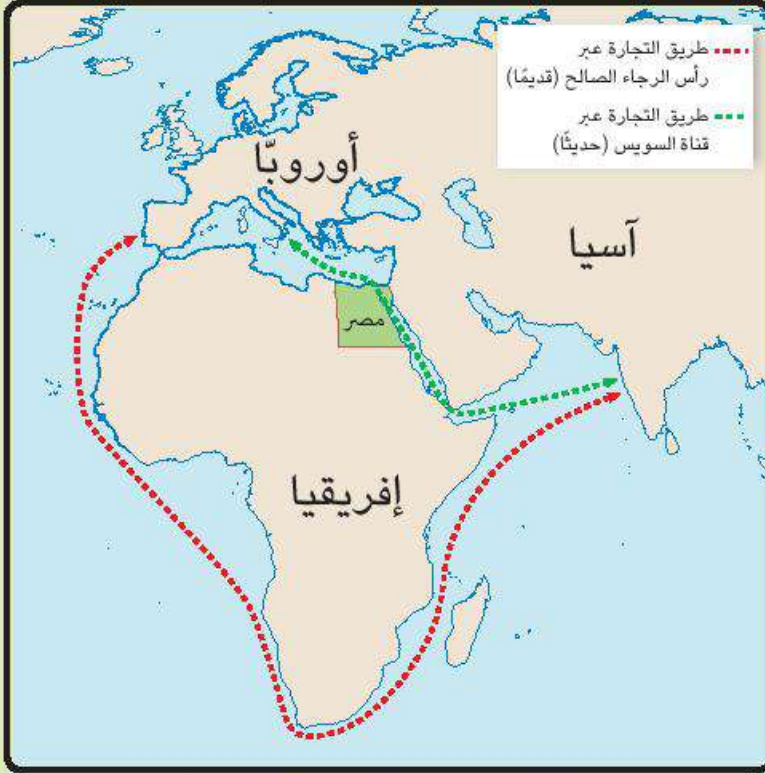 طريق التجارة عبر
رأس الرجاء الصالح (قديمًا)
طريق التجارة عبر
قناة السويس (حديثًا)
أوروبّا
آسيا
مصر
إفريقيا